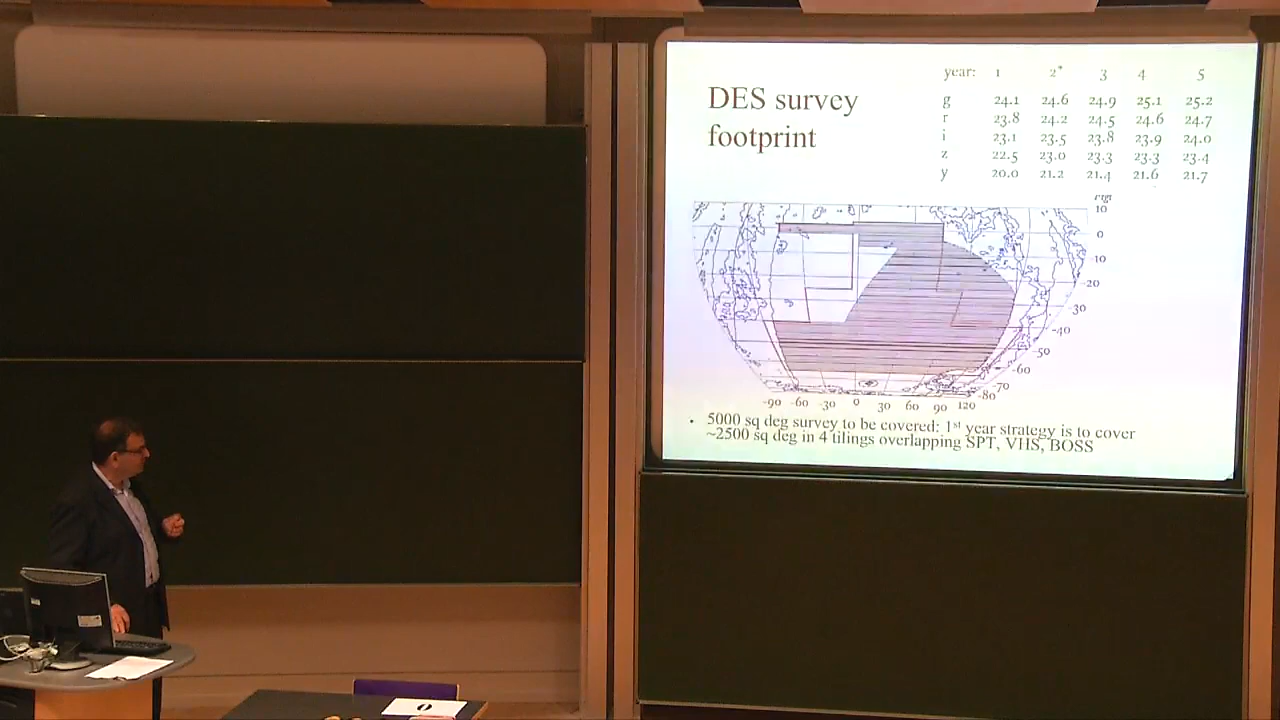 DES survey
footprint
year: 1 2* 3 4 5
g 24.1 24.6 24.9 25.1 25.2
r 23.8 24.2 24.5 24.6 24.7
i 23.1 23.5 23.8 23.9 24.0
z 22.5 23.0 23.3 23.3 23.4
y 20.0 21.2 21.4 21.6 21.7
10
0
-10
-20
-30
-40
-50
-60
-70
-80
-90 -60 -30 0 30 60 90 120
• 5000 sq deg survey to be covered: 1st year strategy is to cover
~2500 sq deg in 4 tilings overlapping SPT, VHS, BOSS